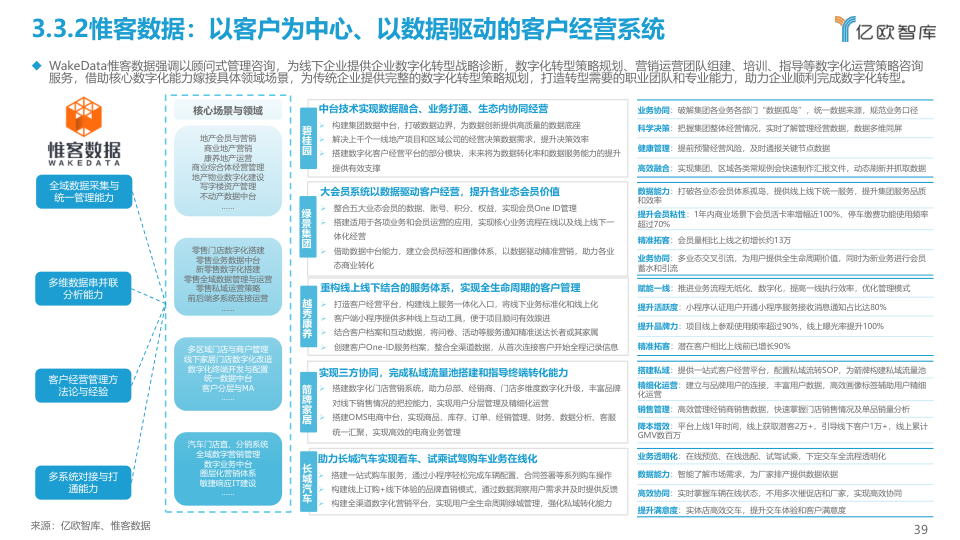 3.3.2惟客数据：以客户为中心、以数据驱动的客户经营系统
亿欧智库
WakeData惟客数据强调以顾问式管理咨询，为线下企业提供企业数字化转型战略诊断，数字化转型策略规划、营销运营团队组建、培训、指导等数字化运营策略咨询
服务，借助核心数字化能力嫁接具体领域场景，为传统企业提供完整的数字化转型策略规划，打造转型需要的职业团队和专业能力，助力企业顺利完成数字化转型。
惟客数据
WAKEDATA
全域数据采集与
统一管理能力
多维数据串并联
分析能力
客户经营管理方
法论与经验
多系统对接与打
通能力
核心场景与领域
地产会员与营销
商业地产营销
康养地产运营
商业综合体经营管理
地产物业数字化建设
写字楼资产管理
不动产数据中台
……
零售门店数字化搭建
零售业务数据中台
新零售数字化搭建
零售全域数据管理与运营
零售私域运营策略
前后端多系统连接运营
……
多区域门店与商户管理
线下家居门店数字化改造
数字化终端开发与配置
统一数据中台
客户分层与MA
……
汽车门店直、分销系统
全域数字营销管理
数字业务中台
圈层化营销体系
敏捷响应IT建设
……
碧桂园
中台技术实现数据融合、业务打通、生态内协同经营
构建集团数据中台，打破数据边界，为数据创新提供高质量的数据底座
解决上千个一线地产项目和区域公司的经营决策数据需求，提升决策效率
搭建数字化客户经营平台的部分模块，未来将为数据转化率和数据服务能力的提升
提供有效支撑
业务协同：破解集团各业务各部门“数据孤岛”，统一数据来源，规范业务口径
科学决策：把握集团整体经营情况，实时了解管理经营数据，数据多维同屏
健康管理：提前预警经营风险，及时通报关键节点数据
高效融合：实现集团、区域各类常规例会快速制作汇报文件，动态刷新并抓取数据
绿景集团
大会员系统以数据驱动客户经营，提升各业态会员价值
整合五大业态会员的数据、账号、积分、权益，实现会员One ID管理
搭建适用于各项业务和会员运营的应用，实现核心业务流程在线以及线上线下一
体化经营
借助数据中台能力，建立会员标签和画像体系，以数据驱动精准营销，助力各业
态商业转化
数据能力：打破各业态会员体系孤岛，提供线上线下统一服务，提升集团服务品质
和效率
提升会员粘性：1年内商业场景下会员活卡率增幅近100%，停车缴费功能使用频率
超过70%
精准拓客：会员量相比上线之初增长约13万
业务协同：多业态交叉引流，为用户提供全生命周期价值，同时为新业务进行会员
蓄水和引流
越秀康养
重构线上线下结合的服务体系，实现全生命周期的客户管理
打造客户经营平台，构建线上服务一体化入口，将线下业务标准化和线上化
客户端小程序提供多种线上互动工具，便于项目顾问有效跟进
结合客户档案和互动数据，将问卷、活动等服务通知精准送达长者或其家属
创建客户One-ID服务档案，整合全渠道数据，从首次连接客户开始全程记录信息
赋能一线：推进业务流程无纸化、数字化，提高一线执行效率，优化管理模式
提升活跃度：小程序认证用户开通小程序服务接收消息通知占比达80%
提升品牌力：项目线上参观使用频率超过90%，线上曝光率提升100%
精准拓客：潜在客户相比上线前已增长90%
箭牌家居
实现三方协同，完成私域流量池搭建和指导终端转化能力
搭建数字化门店营销系统，助力总部、经销商、门店多维度数字化升级，丰富品牌
对线下销售情况的把控能力，实现用户分层管理及精细化运营
搭建OMS电商中台，实现商品、库存、订单、经销管理、财务、数据分析、客服
统一汇聚，实现高效的电商业务管理
搭建私域：提供一站式客户经营平台，配置私域流转SOP，为箭牌构建私域流量池
精细化运营：建立与品牌用户的连接，丰富用户数据，高效画像标签辅助用户精细
化运营
销售管理：高效管理经销商销售数据，快速掌握门店销售情况及单品销量分析
降本增效：平台上线1年时间，线上获取潜客2万+，引导线下客户1万+，线上累计
GMV数百万
长城汽车
助力长城汽车实现看车、试乘试驾购车业务在线化
搭建一站式购车服务，通过小程序轻松完成车辆配置、合同签署等系列购车操作
构建线上订购+线下体验的品牌直销模式，通过数据洞察用户需求并及时提供反馈
构建全渠道数字化营销平台，实现用户全生命周期绿城管理，强化私域转化能力
业务透明化：在线预览、在线选配、试驾试乘，下定交车全流程透明化
数据能力：智能了解市场需求，为厂家排产提供数据依据
高效协同：实时掌握车辆在线状态，不用多次催促店和厂家，实现高效协同
提升满意度：实体店高效交车，提升交车体验和客户满意度
来源：亿欧智库、惟客数据
39